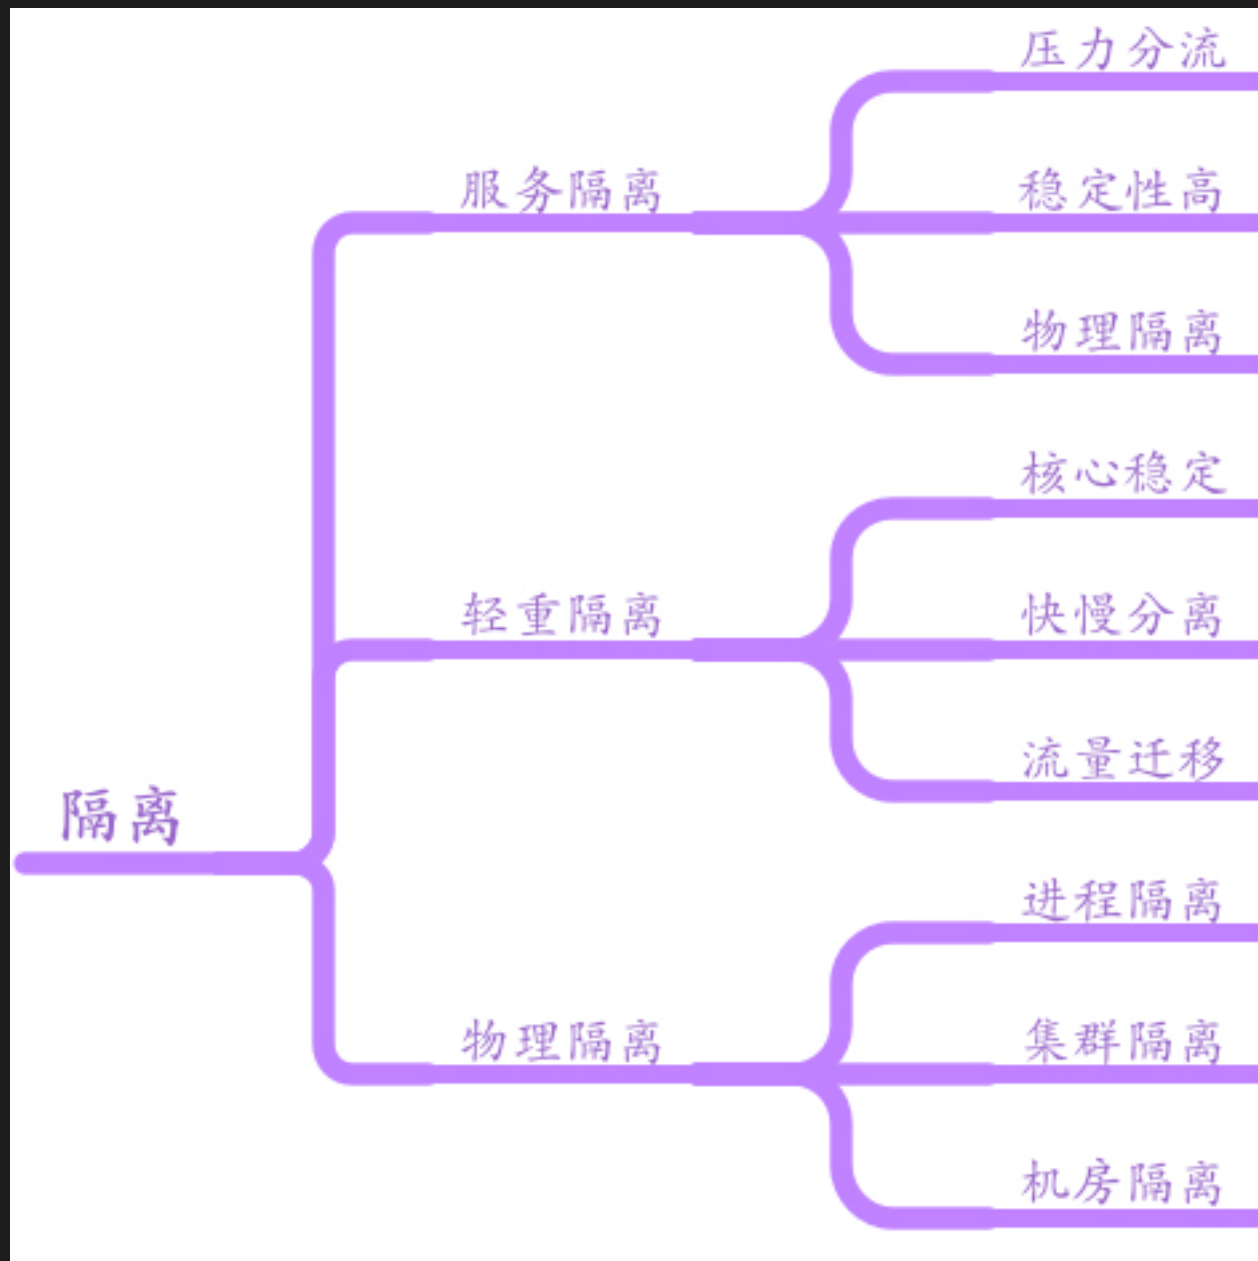 隔离
服务隔离
压力分流
稳定性高
物理隔离
轻重隔离
核心稳定
快慢分离
流量迁移
物理隔离
进程隔离
集群隔离
机房隔离